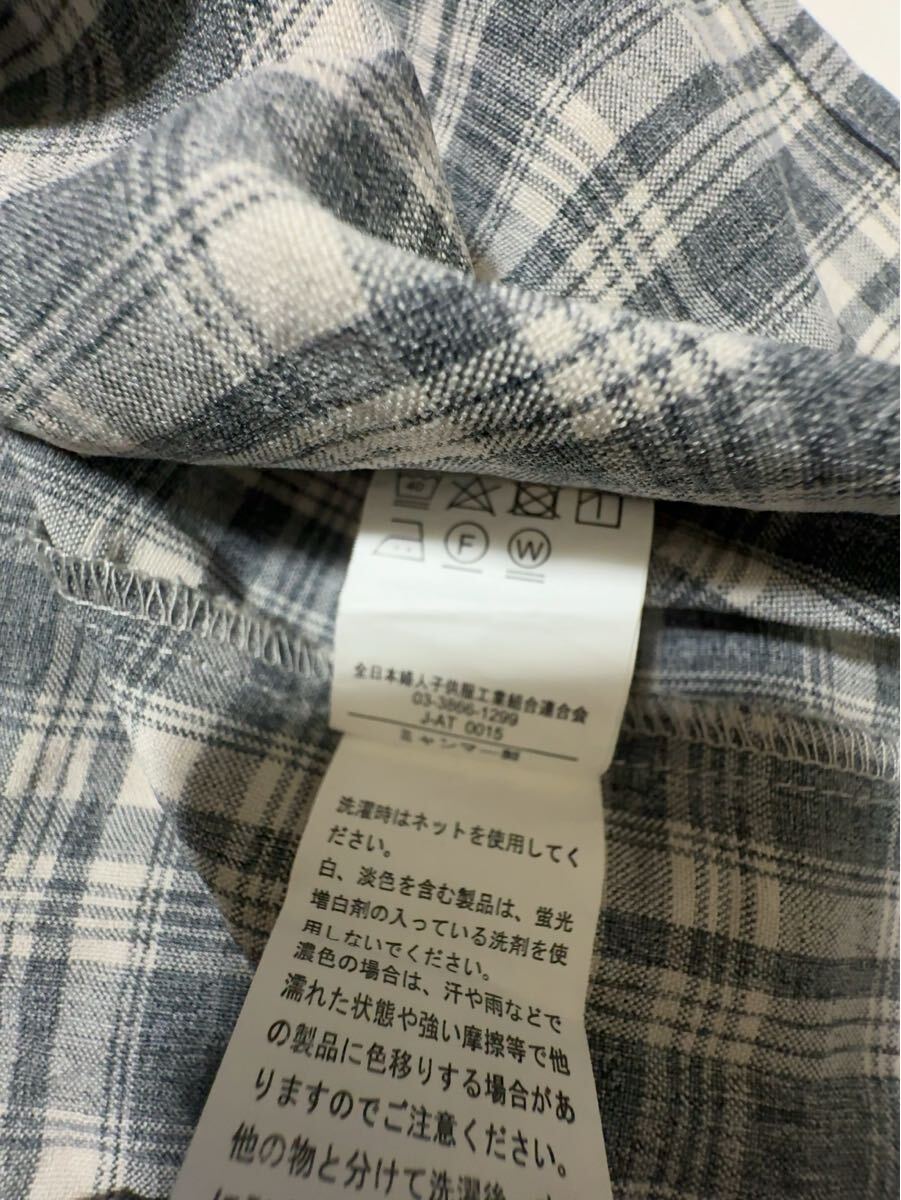 40
F W
全日本婦人子供服工業組合連合会
03-3866-1299
J-AT 0015
ミャンマー製
洗濯時はネットを使用してく
ださい。
白、淡色を含む製品は、蛍光
増白剤の入っている洗剤を使
用しないでください。
濃色の場合は、汗や雨などで
濡れた状態や強い摩擦等で他
の製品に色移りする場合があ
りますのでご注意ください。
他の物と分けて洗濯後、